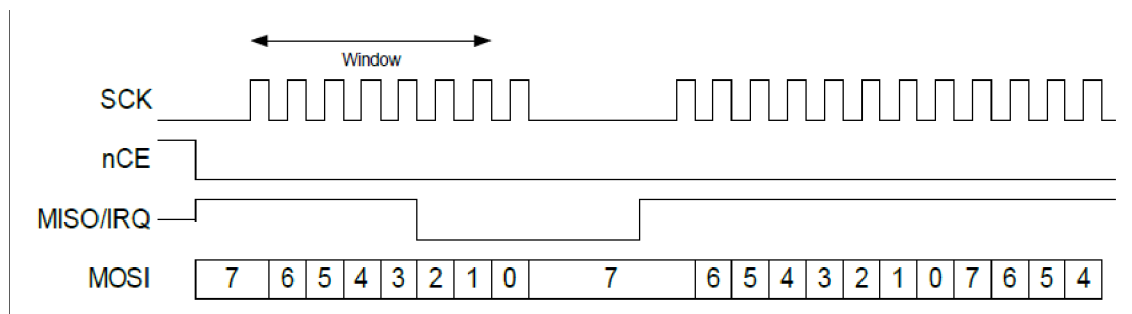 Window
SCK
nCE
MISO/IRQ
MOSI 7 6 5 4 3 2 1 0 7 6 5 4 3 2 1 0 7 6 5 4